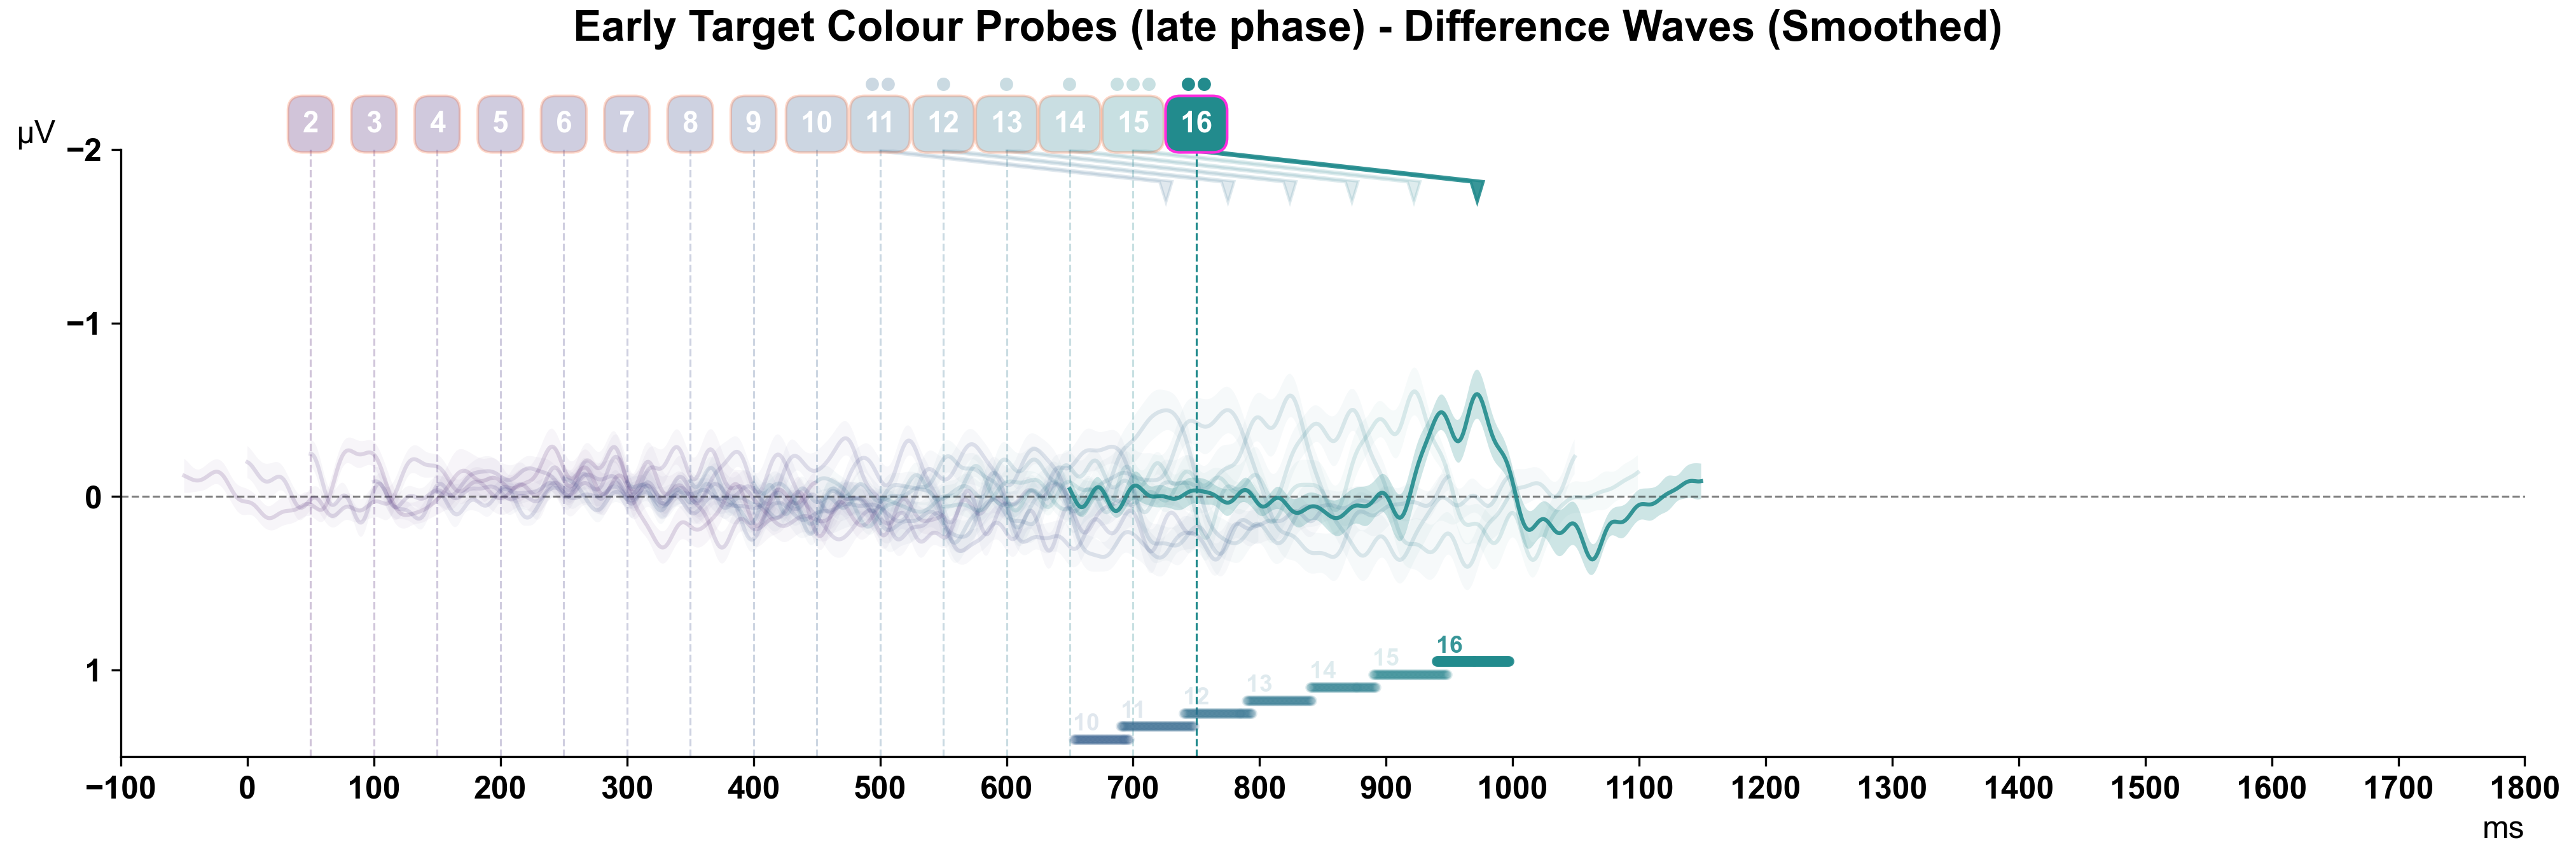 Early Target Colour Probes (late phase) - Difference Waves (Smoothed)
2 3 4 5 6 7 8 9 10 11 12 13 14 15 16
µV
−2
−1
0
1
16
15
14
13
12
11
10
−100 0 100 200 300 400 500 600 700 800 900 1000 1100 1200 1300 1400 1500 1600 1700 1800
ms